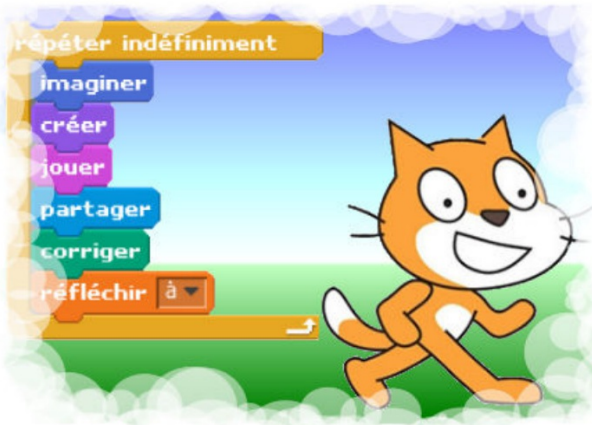 répéter indéfiniment
imaginer
créer
jouer
partager
corriger
réfléchir à